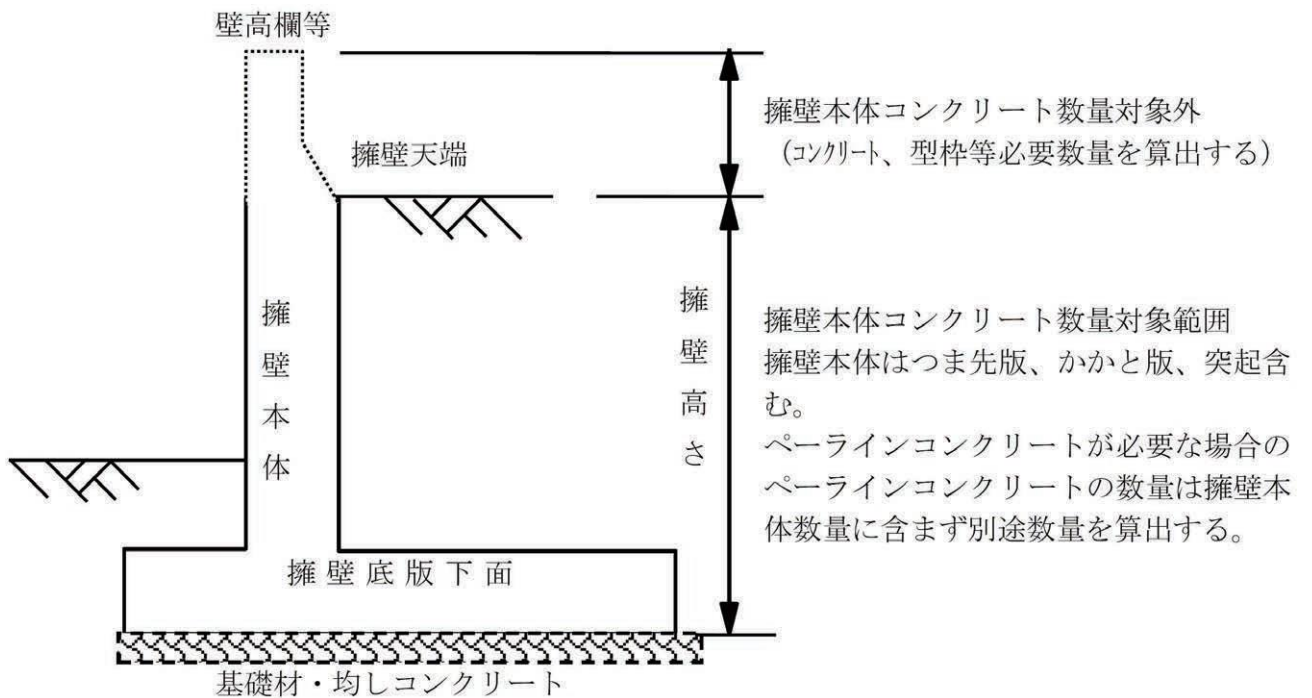 壁高欄等
擁壁本体コンクリート数量対象外
（ｺﾝｸﾘｰﾄ、型枠等必要数量を算出する）
擁壁天端
擁壁本体
擁壁高さ
擁壁本体コンクリート数量対象範囲
擁壁本体はつま先版、かかと版、突起含
む。
ペーラインコンクリートが必要な場合の
ペーラインコンクリートの数量は擁壁本
体数量に含まず別途数量を算出する。
擁壁底版下面
基礎材・均しコンクリート